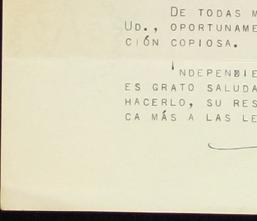 DE TODAS M
UD., OPORTUNAME
CIÓN COPIOSA.
INDEPENDIE
ES GRATO SALUDA
HACERLO, SU RES
CA MÁS A LAS LE